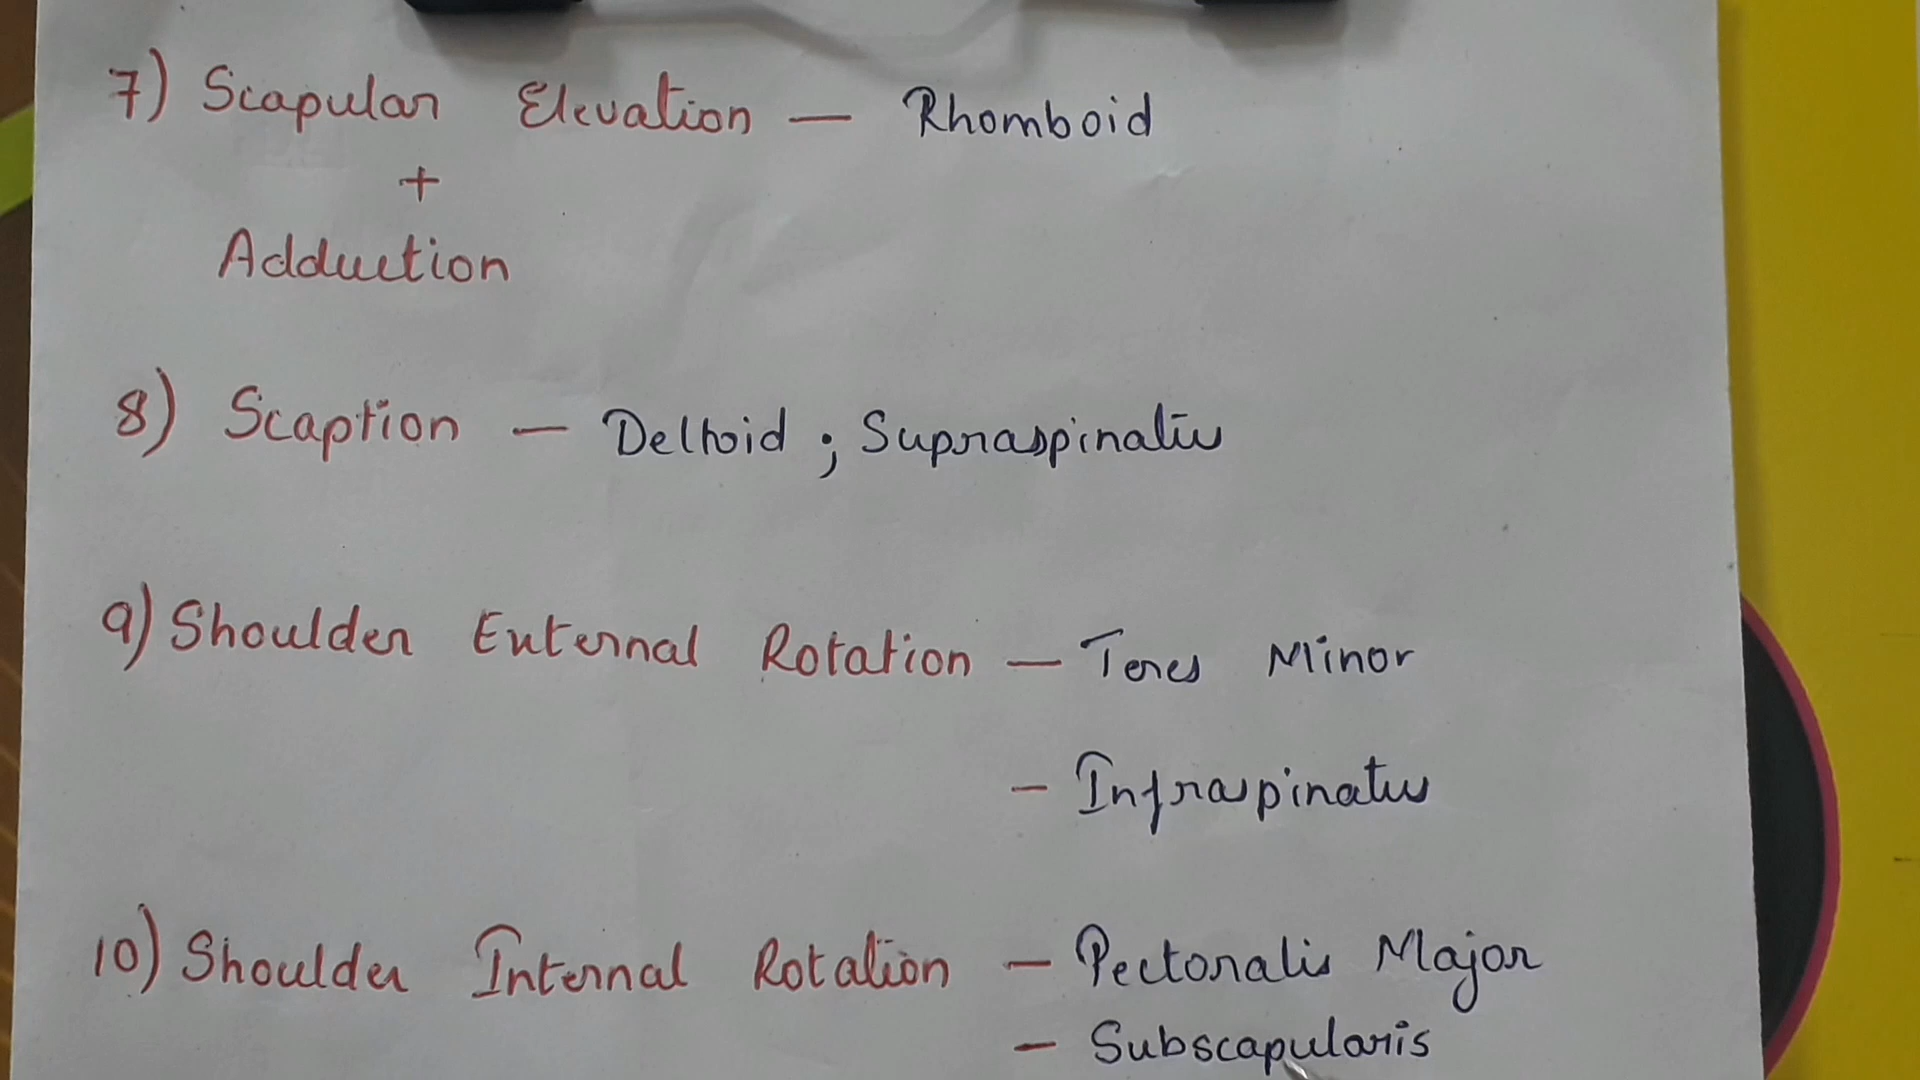 7) Scapular Elevation — Rhomboid
+
Adduction
8) Scaption — Deltoid ; Supraspinatus
9) Shoulder External Rotation — Teres Minor
– Infraspinatus
10) Shoulder Internal Rotation – Pectoralis Major
– Subscapularis